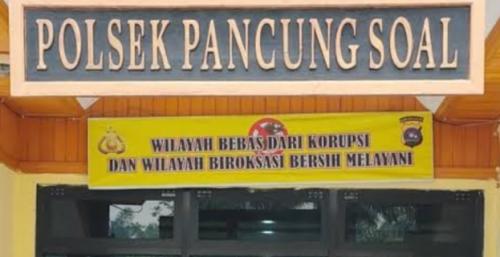 POLSEK PANCUNG SOAL
WILAYAH BEBAS DARI KORUPSI
DAN WILAYAH BIROKSASI BERSIH MELAYANI